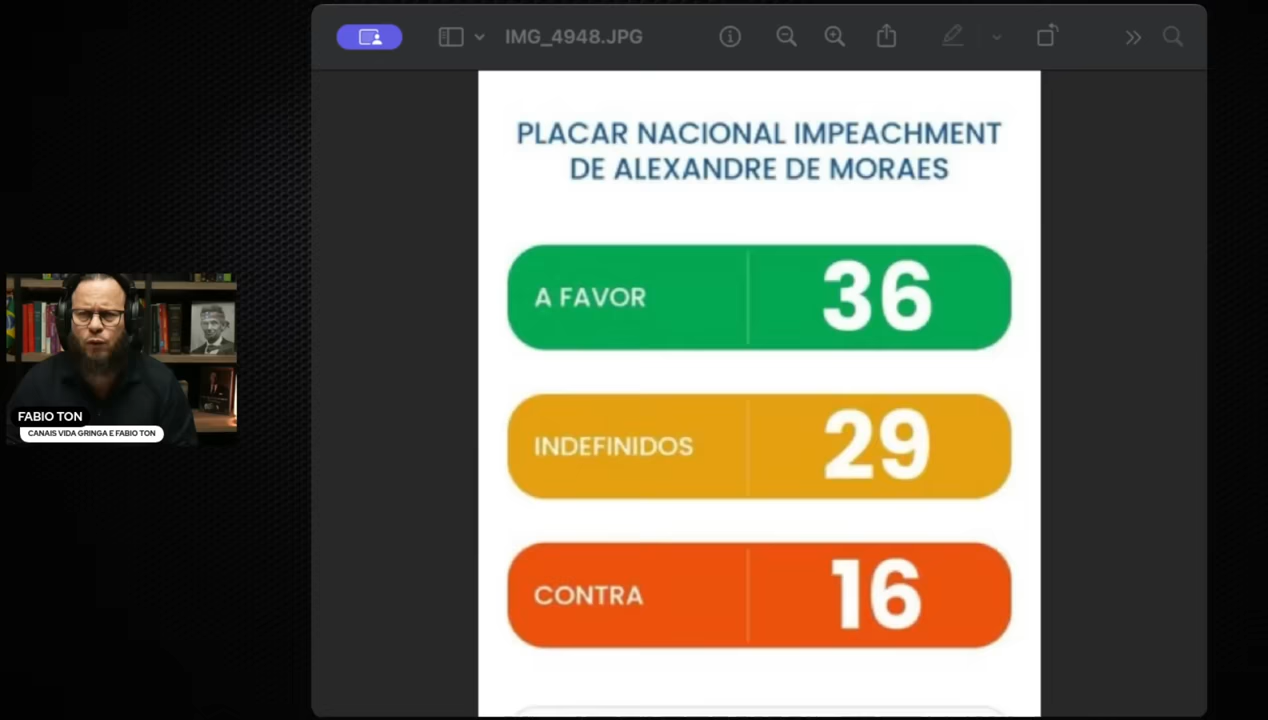 IMG_4948.JPG
PLACAR NACIONAL IMPEACHMENT
DE ALEXANDRE DE MORAES
A FAVOR
36
INDEFINIDOS
29
CONTRA
16
FABIO TON
CANAIS VIDA GRINGA E FABIO TON